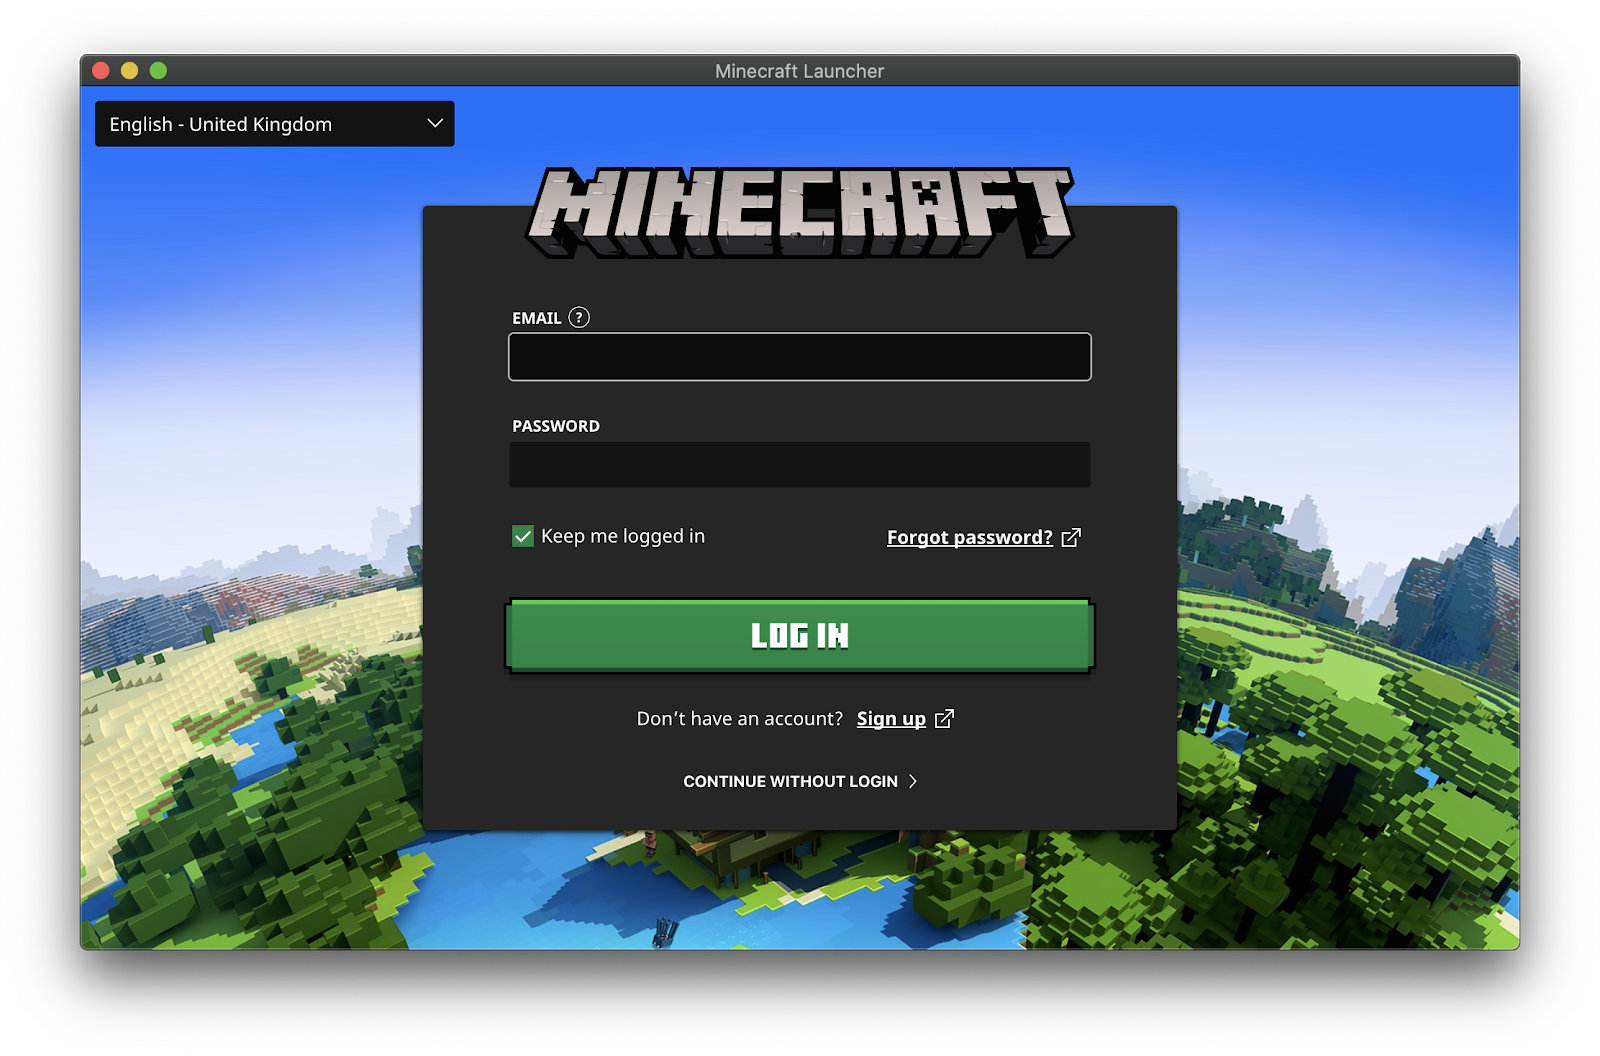 Minecraft Launcher
English - United Kingdom
MINECRAFT
EMAIL ?
PASSWORD
Keep me logged in
Forgot password?
LOG IN
Don’t have an account? Sign up
CONTINUE WITHOUT LOGIN